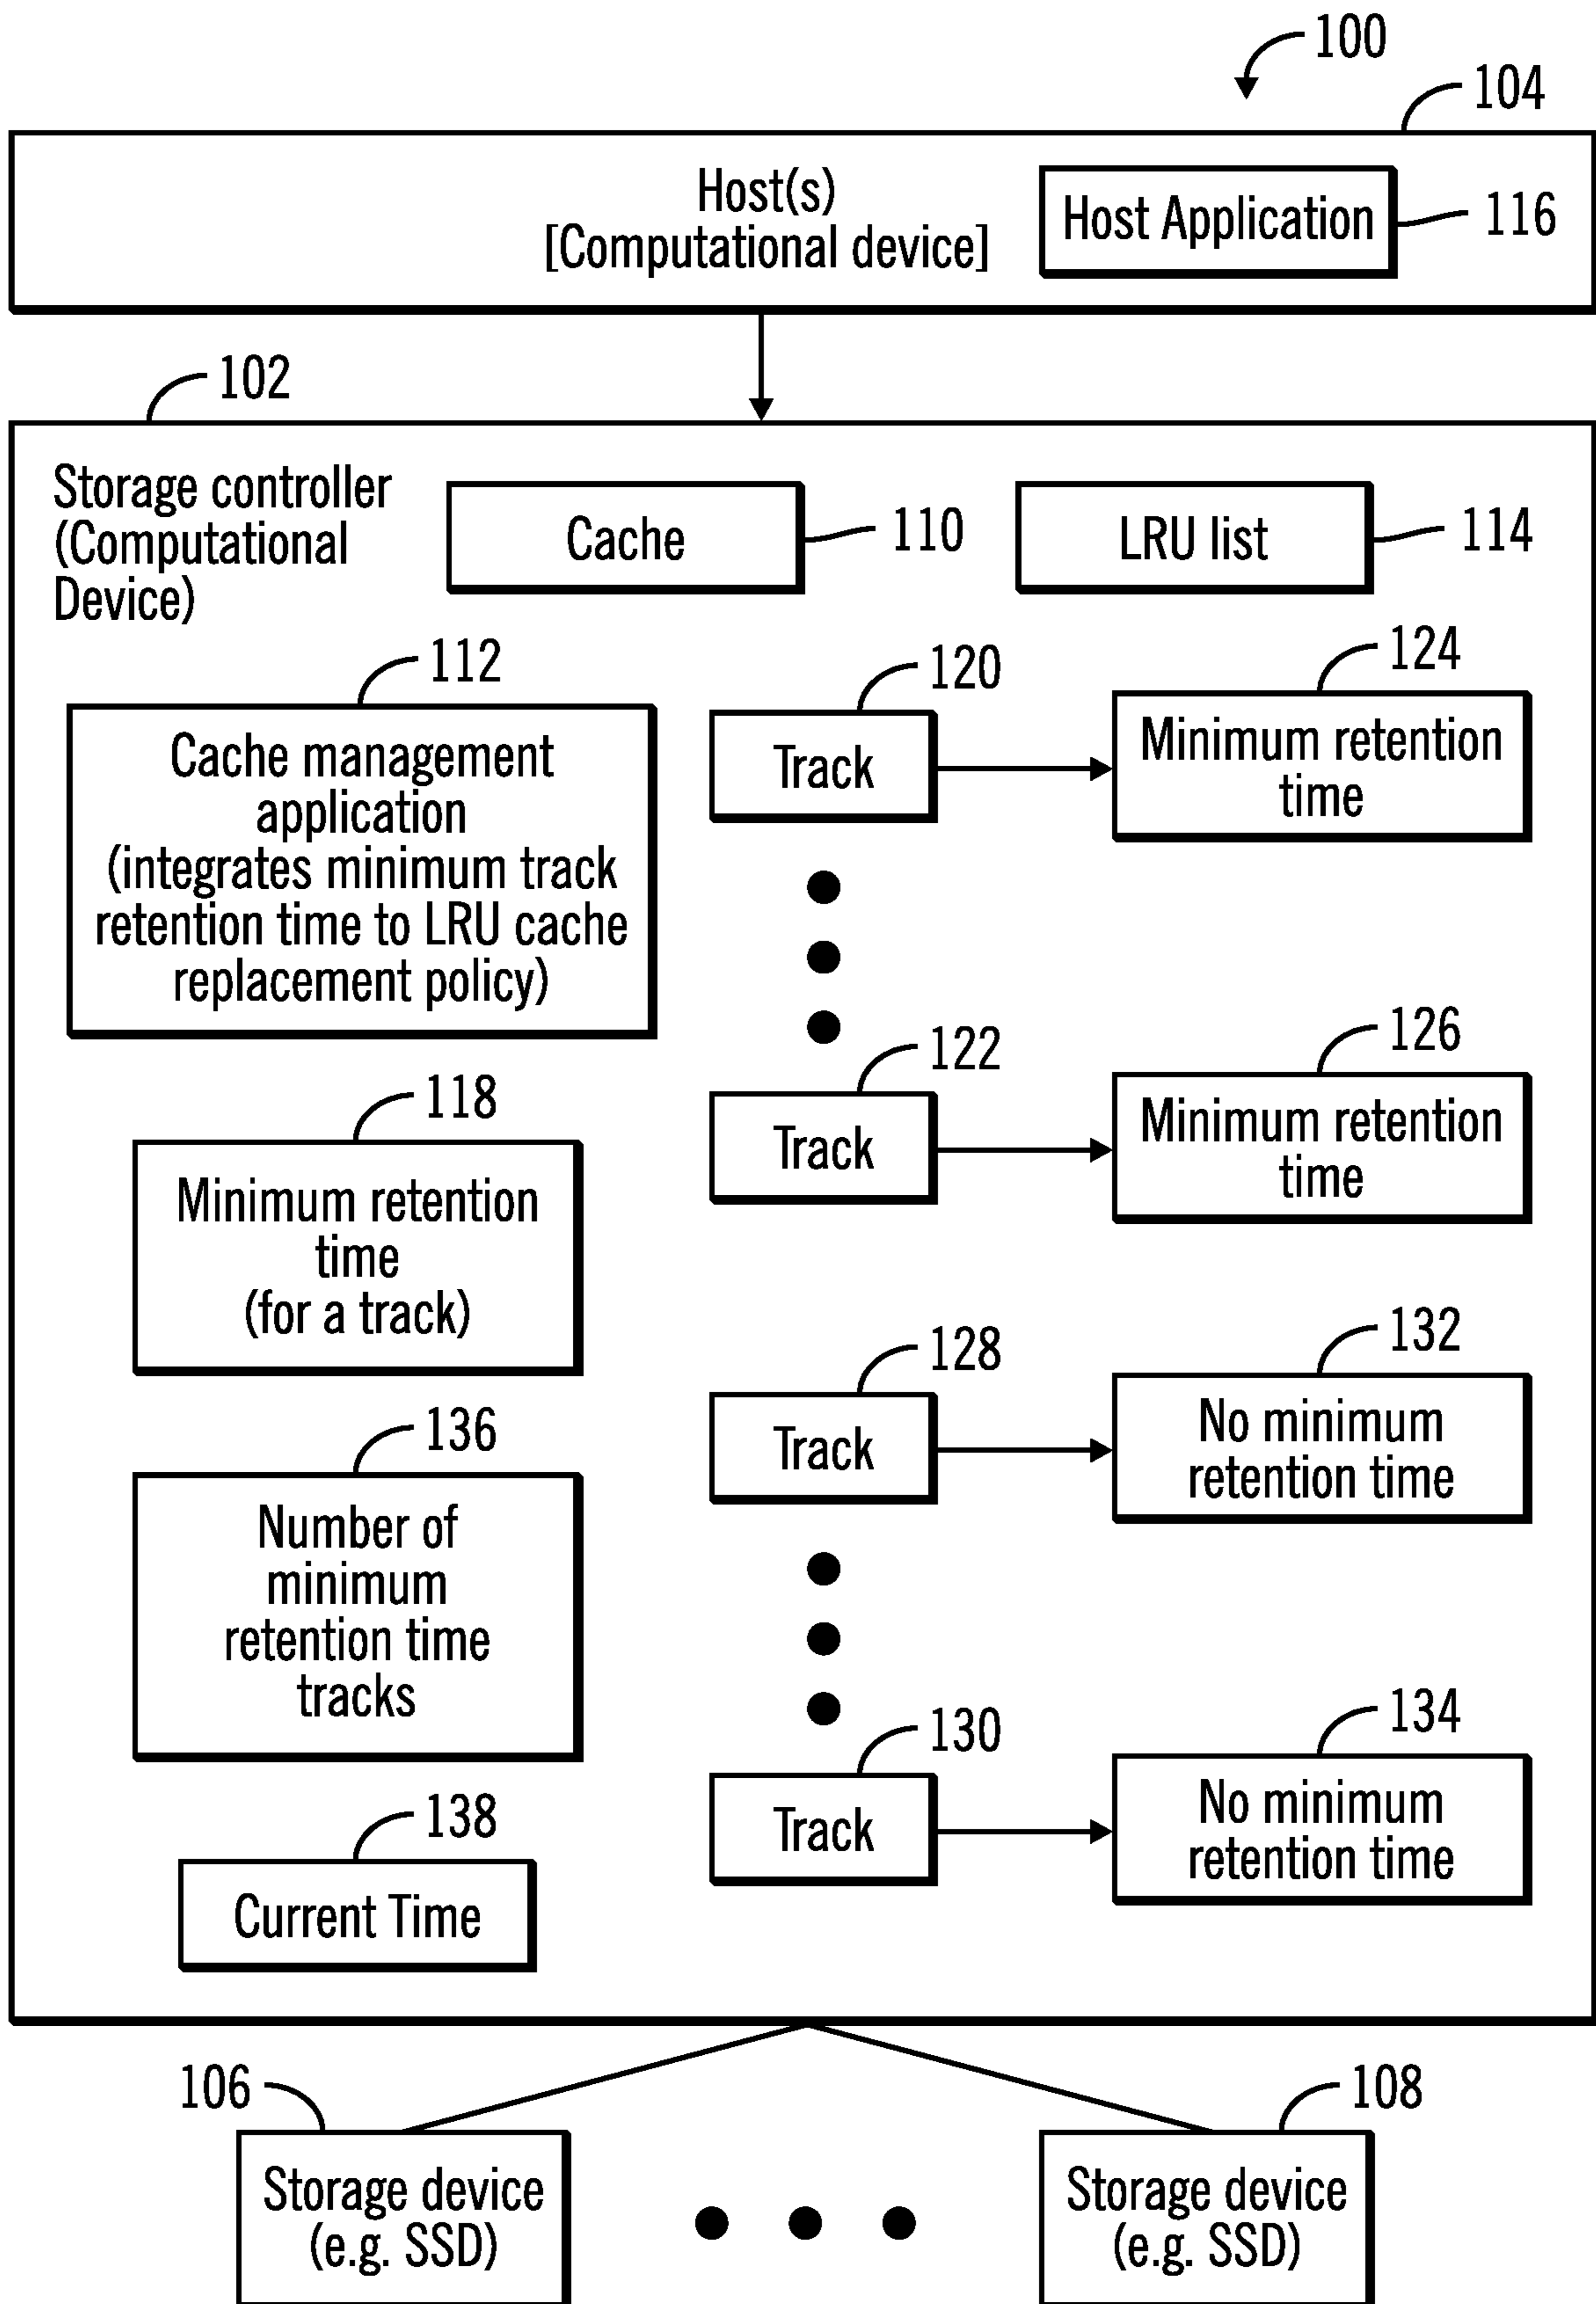 100
104
Host(s)
[Computational device]
Host Application
116
102
Storage controller
(Computational
Device)
Cache
110
LRU list
114
112
Cache management
application
(integrates minimum track
retention time to LRU cache
replacement policy)
120
Track
124
Minimum retention
time
122
Track
126
Minimum retention
time
118
Minimum retention
time
(for a track)
128
Track
132
No minimum
retention time
136
Number of
minimum
retention time
tracks
130
Track
134
No minimum
retention time
138
Current Time
106
Storage device
(e.g. SSD)
108
Storage device
(e.g. SSD)